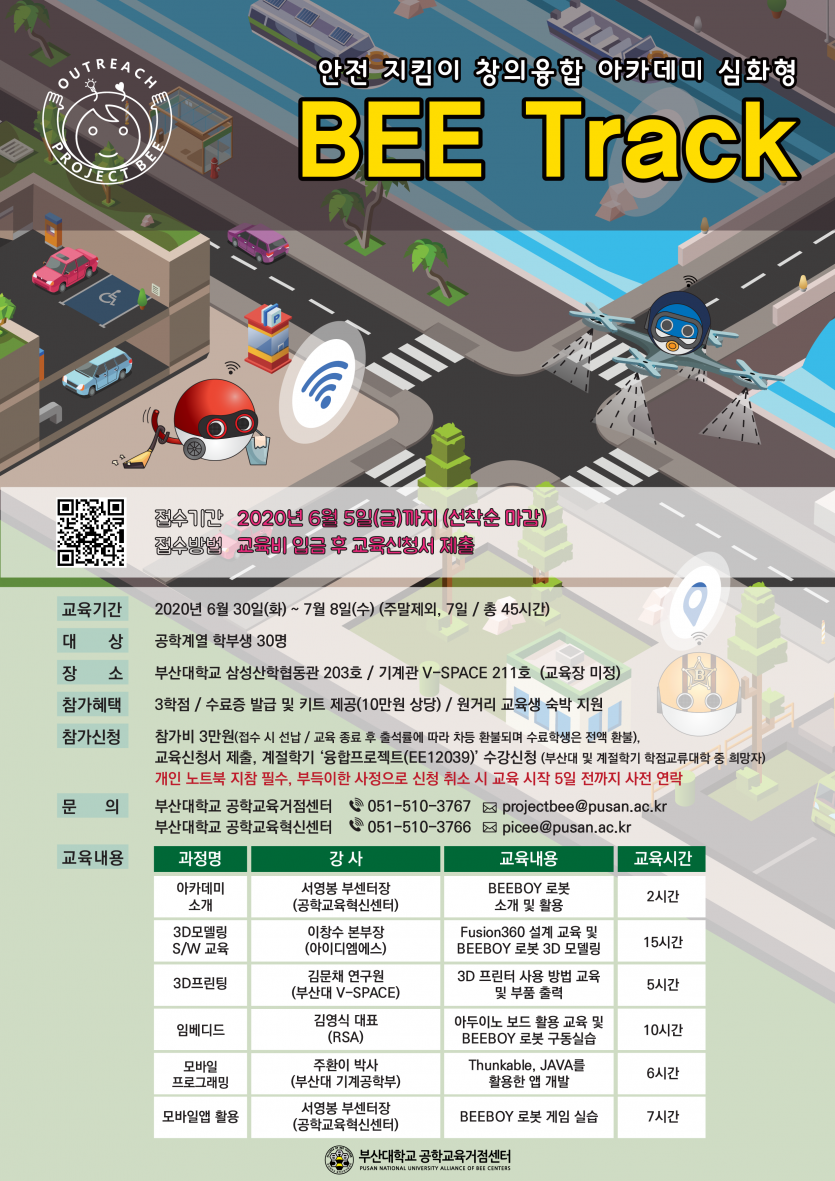 OUTREACH
PROJECT BEE
안전 지킴이 창의융합 아카데미 심화형
BEE Track
P
접수기간 2020년 6월 5일(금)까지 (선착순 마감)
접수방법 교육비 입금 후 교육신청서 제출
교육기간 2020년 6월 30일(화) ~ 7월 8일(수) (주말제외, 7일 / 총 45시간)
대 상 공학계열 학부생 30명
장 소 부산대학교 삼성산학협동관 203호 / 기계관 V-SPACE 211호 (교육장 미정)
참가혜택 3학점 / 수료증 발급 및 키트 제공(10만원 상당) / 원거리 교육생 숙박 지원
참가신청 참가비 3만원(접수 시 선납 / 교육 종료 후 출석률에 따라 차등 환불되며 수료학생은 전액 환불),
교육신청서 제출, 계절학기 ‘융합프로젝트(EE12039)’ 수강신청 (부산대 및 계절학기 학점교류대학 중 희망자)
개인 노트북 지참 필수, 부득이한 사정으로 신청 취소 시 교육 시작 5일 전까지 사전 연락
B
문 의 부산대학교 공학교육거점센터 051-510-3767 projectbee@pusan.ac.kr
부산대학교 공학교육혁신센터 051-510-3766 picee@pusan.ac.kr
교육내용 과정명 강 사 교육내용 교육시간
아카데미 소개 서영봉 부센터장 (공학교육혁신센터) BEEBOY 로봇 소개 및 활용 2시간
3D모델링 S/W 교육 이창수 본부장 (아이디엠에스) Fusion360 설계 교육 및 BEEBOY 로봇 3D 모델링 15시간
3D프린팅 김문채 연구원 (부산대 V-SPACE) 3D 프린터 사용 방법 교육 및 부품 출력 5시간
임베디드 김영식 대표 (RSA) 아두이노 보드 활용 교육 및 BEEBOY 로봇 구동실습 10시간
모바일 프로그래밍 주환이 박사 (부산대 기계공학부) Thunkable, JAVA를 활용한 앱 개발 6시간
모바일앱 활용 서영봉 부센터장 (공학교육혁신센터) BEEBOY 로봇 게임 실습 7시간
부산대학교 공학교육거점센터
PUSAN NATIONAL UNIVERSITY ALLIANCE OF BEE CENTERS